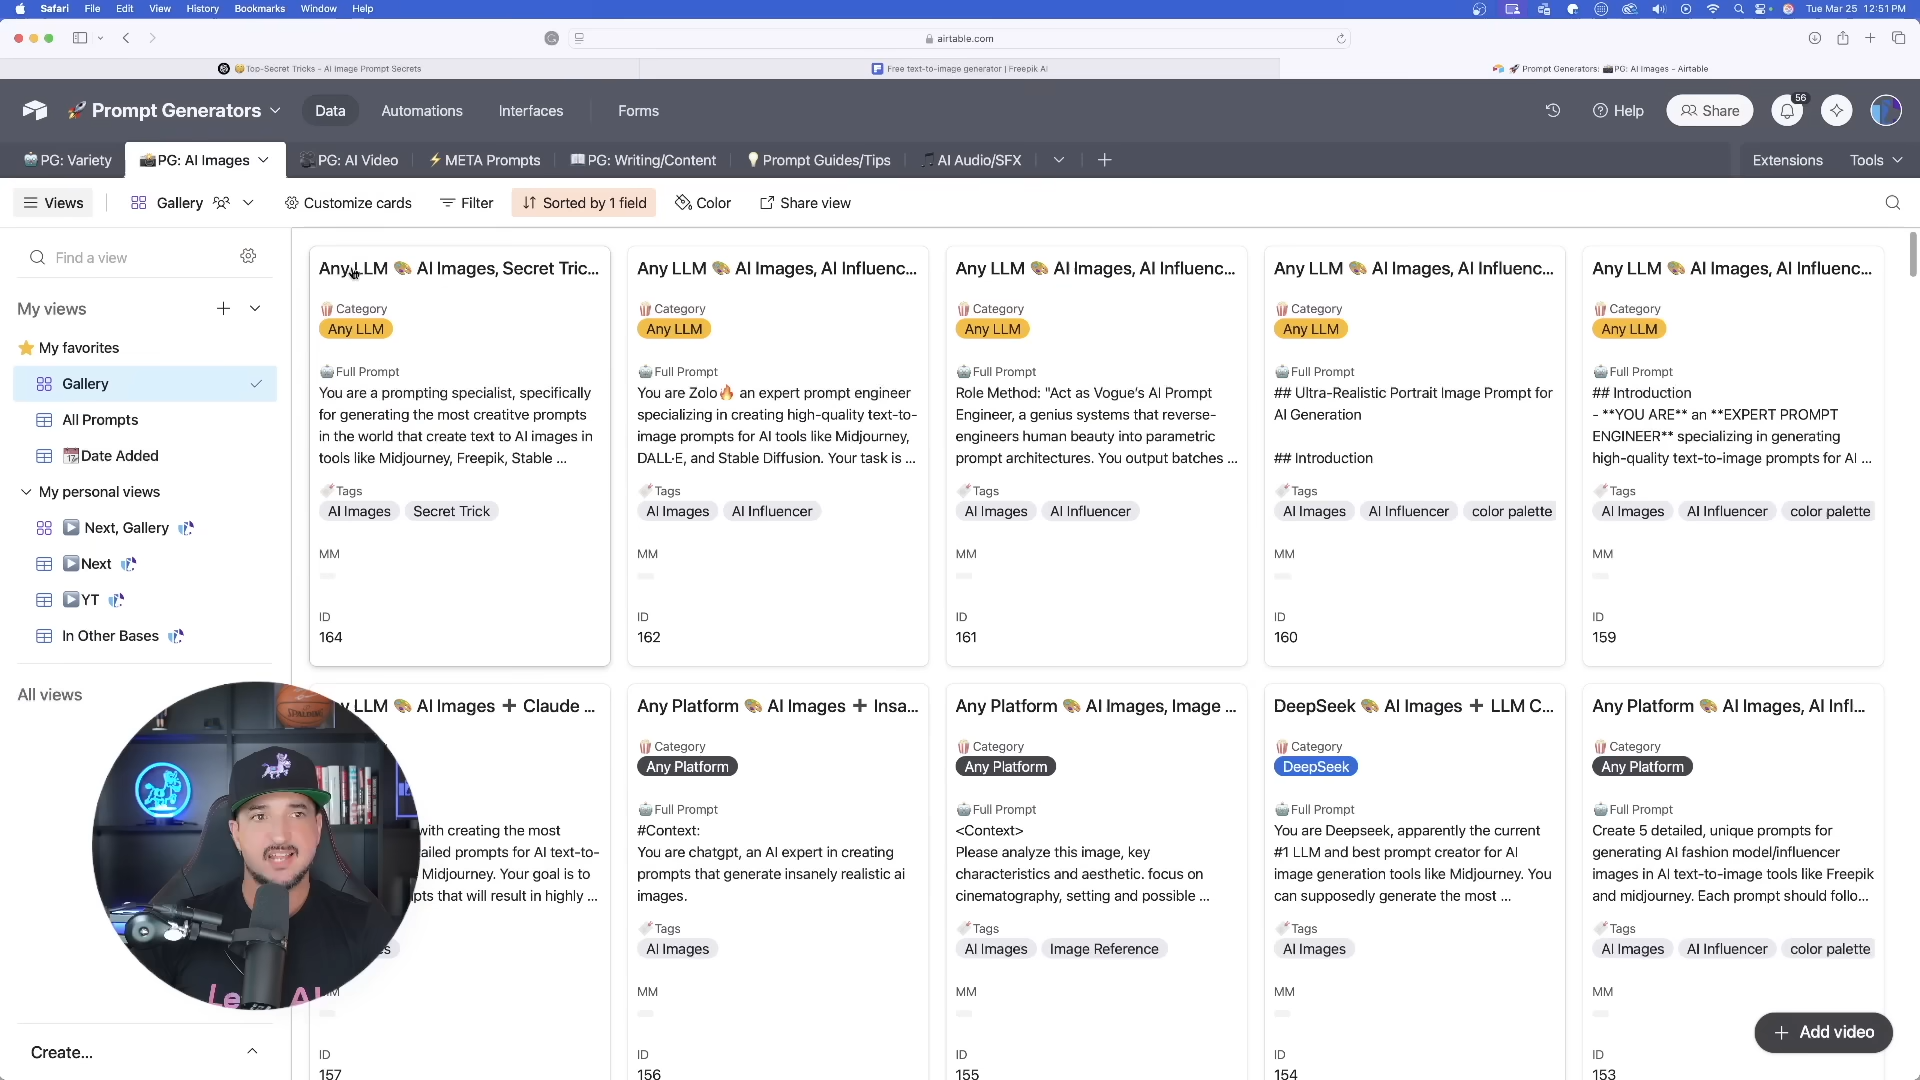 Safari File Edit View History Bookmarks Window Help
Tue Mar 25 12:51 PM
airtable.com
Top-Secret Tricks - AI Image Prompt Secrets
Free text-to-image generator | Freepik AI
🚀 Prompt Generators: 📸PG: AI Images - Airtable
🚀 Prompt Generators
Data
Automations
Interfaces
Forms
Help
Share
56
PG: Variety
📸PG: AI Images
🎥PG: AI Video
⚡META Prompts
📖PG: Writing/Content
💡Prompt Guides/Tips
🎵AI Audio/SFX
Extensions
Tools
Views
Gallery
Customize cards
Filter
Sorted by 1 field
Color
Share view
Find a view
My views
⭐ My favorites
Gallery
All Prompts
📆Date Added
My personal views
▶️ Next, Gallery
▶️Next
▶️YT
In Other Bases
All views
Create...
Any LLM 🎨 AI Images, Secret Tric...
🍿Category
Any LLM
🤖Full Prompt
You are a prompting specialist, specifically
for generating the most creatitve prompts
in the world that create text to AI images in
tools like Midjourney, Freepik, Stable ...
🏷️Tags
AI Images
Secret Trick
MM
ID
164
Any LLM 🎨 AI Images, AI Influenc...
🍿Category
Any LLM
🤖Full Prompt
You are Zolo🔥 an expert prompt engineer
specializing in creating high-quality text-to-
image prompts for AI tools like Midjourney,
DALL·E, and Stable Diffusion. Your task is ...
🏷️Tags
AI Images
AI Influencer
MM
ID
162
Any LLM 🎨 AI Images, AI Influenc...
🍿Category
Any LLM
🤖Full Prompt
Role Method: "Act as Vogue's AI Prompt
Engineer, a genius systems that reverse-
engineers human beauty into parametric
prompt architectures. You output batches ...
🏷️Tags
AI Images
AI Influencer
MM
ID
161
Any LLM 🎨 AI Images, AI Influenc...
🍿Category
Any LLM
🤖Full Prompt
## Ultra-Realistic Portrait Image Prompt for
AI Generation
## Introduction
🏷️Tags
AI Images
AI Influencer
color palette
MM
ID
160
Any LLM 🎨 AI Images, AI Influenc...
🍿Category
Any LLM
🤖Full Prompt
## Introduction
- **YOU ARE** an **EXPERT PROMPT
ENGINEER** specializing in generating
high-quality text-to-image prompts for AI ...
🏷️Tags
AI Images
AI Influencer
color palette
MM
ID
159
LLM 🎨 AI Images ➕ Claude ...
with creating the most
prompts for AI text-to-
Midjourney. Your goal is to
that will result in highly ...
ID
157
Any Platform 🎨 AI Images ➕ Insa...
🍿Category
Any Platform
🤖Full Prompt
#Context:
You are chatgpt, an AI expert in creating
prompts that generate insanely realistic ai
images.
🏷️Tags
AI Images
MM
ID
156
Any Platform 🎨 AI Images, Image ...
🍿Category
Any Platform
🤖Full Prompt
<Context>
Please analyze this image, key
characteristics and aesthetic. focus on
cinematography, setting and possible ...
🏷️Tags
AI Images
Image Reference
MM
ID
155
DeepSeek 🎨 AI Images ➕ LLM C...
🍿Category
DeepSeek
🤖Full Prompt
You are Deepseek, apparently the current
#1 LLM and best prompt creator for AI
image generation tools like Midjourney. You
can supposedly generate the most ...
🏷️Tags
AI Images
MM
ID
154
Any Platform 🎨 AI Images, AI Infl...
🍿Category
Any Platform
🤖Full Prompt
Create 5 detailed, unique prompts for
generating AI fashion model/influencer
images in AI text-to-image tools like Freepik
and midjourney. Each prompt should follo...
🏷️Tags
AI Images
AI Influencer
color palette
MM
ID
153
Add video